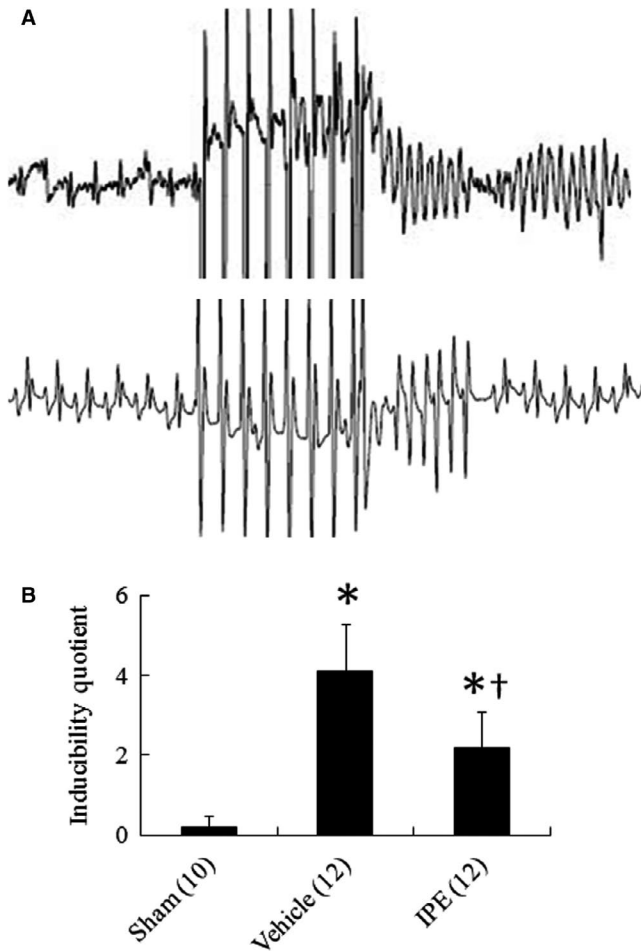 A
B
Inducibility quotient
6
4
2
0
*
*†
Sham (10)
Vehicle (12)
IPE (12)